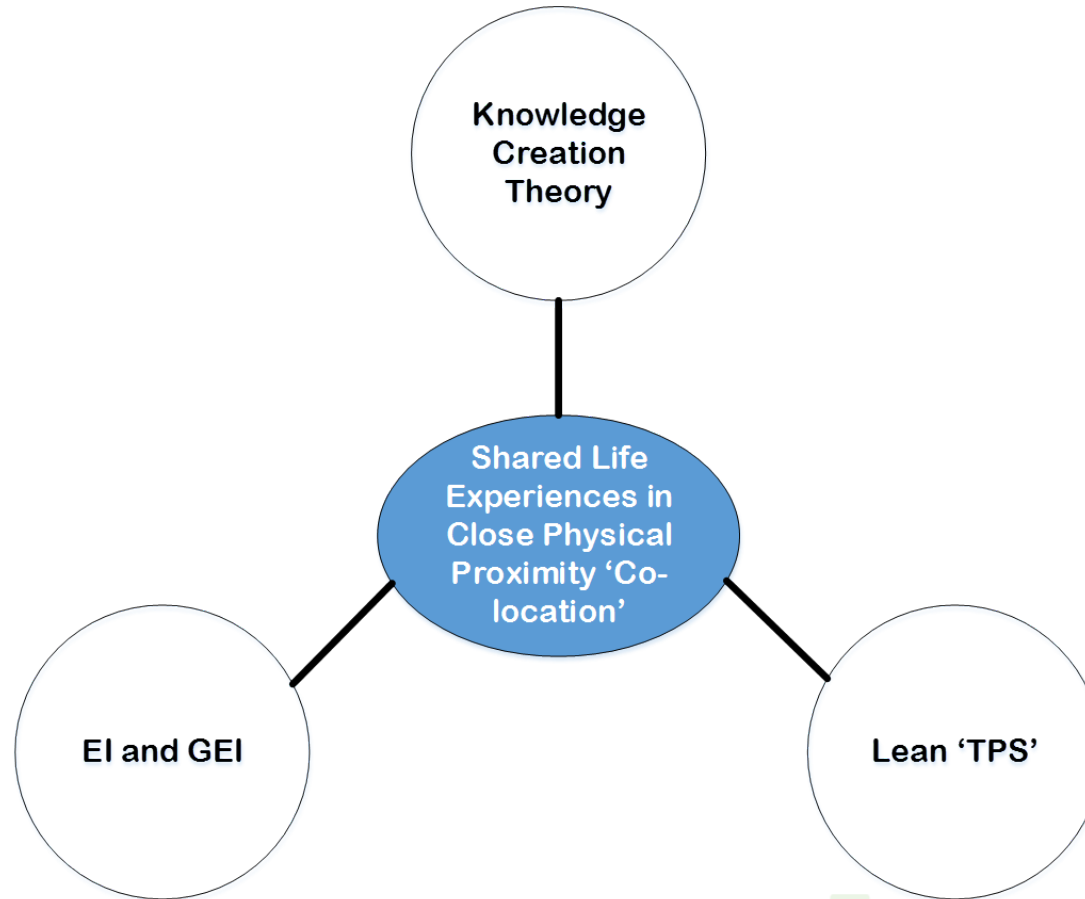 Knowledge
Creation
Theory
Shared Life
Experiences in
Close Physical
Proximity ‘Co-
location’
EI and GEI
Lean ‘TPS’